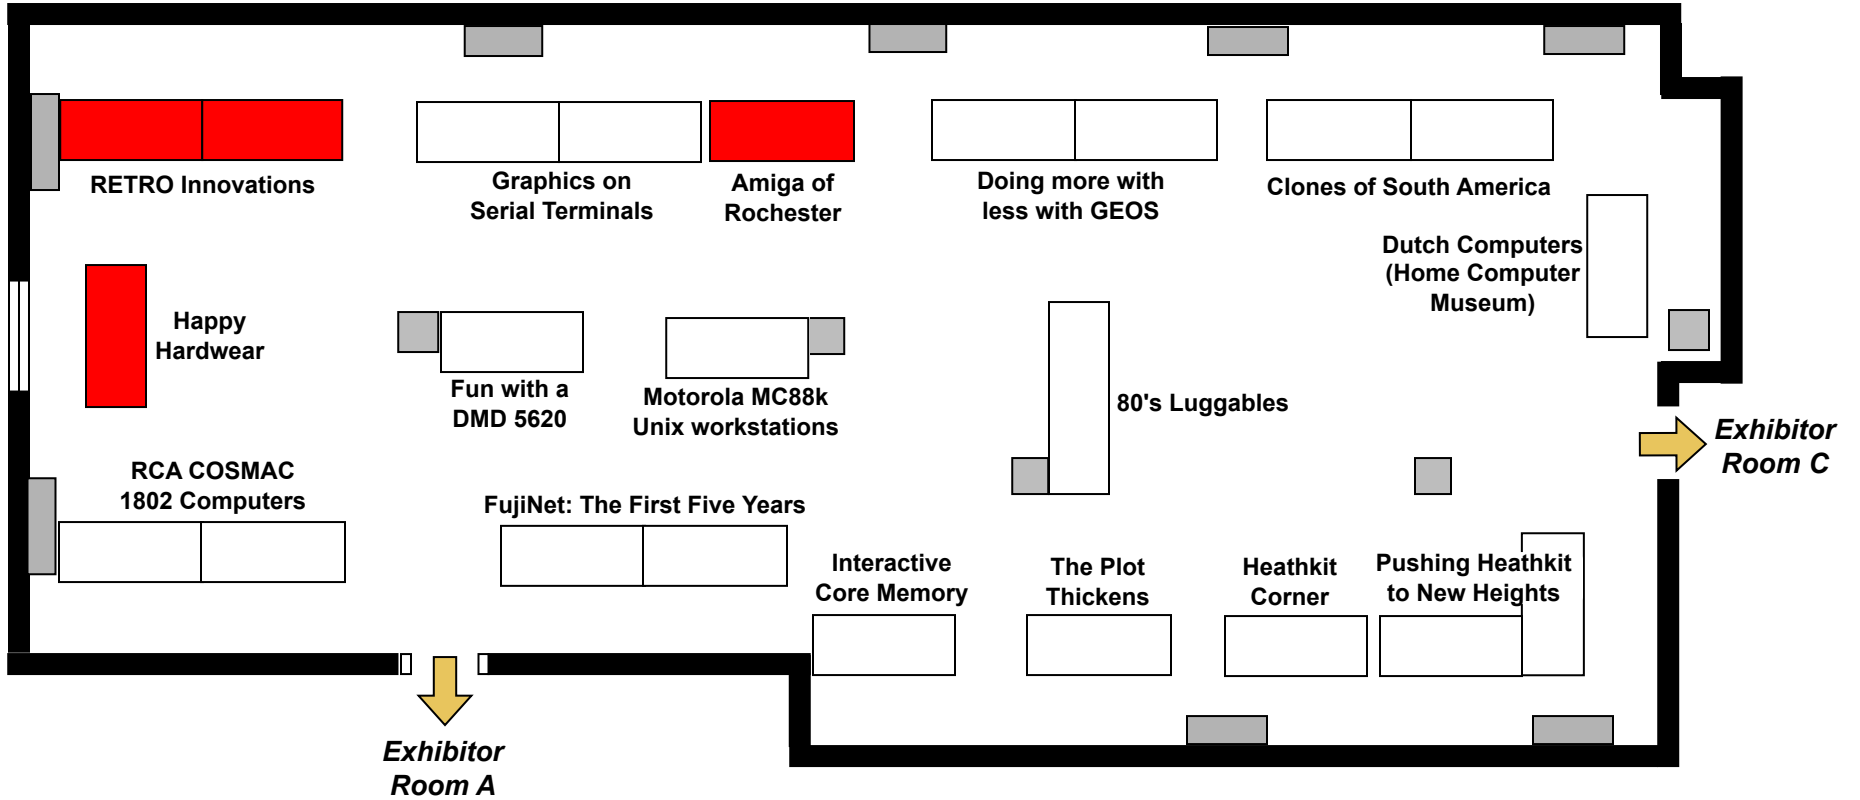 RETRO Innovations
Graphics on
Serial Terminals
Amiga of
Rochester
Doing more with
less with GEOS
Clones of South America
Dutch Computers
(Home Computer
Museum)
Happy
Hardwear
Fun with a
DMD 5620
Motorola MC88k
Unix workstations
80's Luggables
Exhibitor
Room C
RCA COSMAC
1802 Computers
FujiNet: The First Five Years
Interactive
Core Memory
The Plot
Thickens
Heathkit
Corner
Pushing Heathkit
to New Heights
Exhibitor
Room A